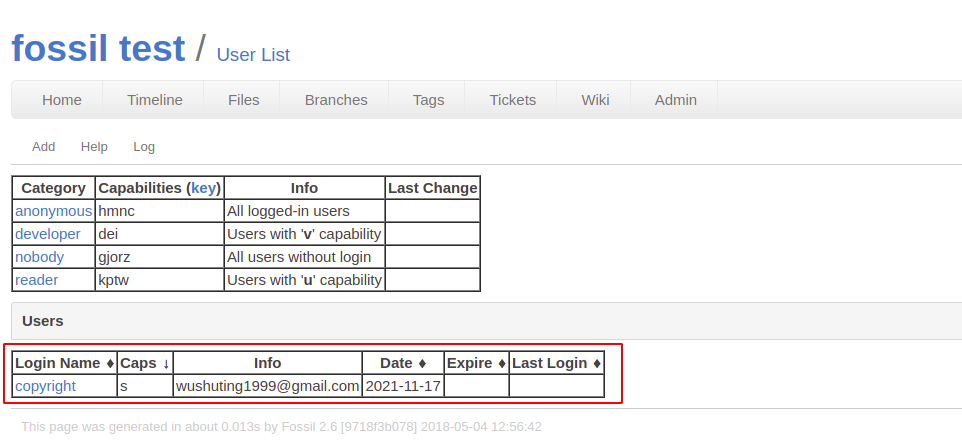 fossil test / User List
Home Timeline Files Branches Tags Tickets Wiki Admin
Add Help Log
Category Capabilities (key) Info Last Change
anonymous hmnc All logged-in users
developer dei Users with 'v' capability
nobody gjorz All users without login
reader kptw Users with 'u' capability
Users
Login Name ♦ Caps ↓ Info Date ♦ Expire ♦ Last Login ♦
copyright s wushuting1999@gmail.com 2021-11-17
This page was generated in about 0.013s by Fossil 2.6 [9718f3b078] 2018-05-04 12:56:42